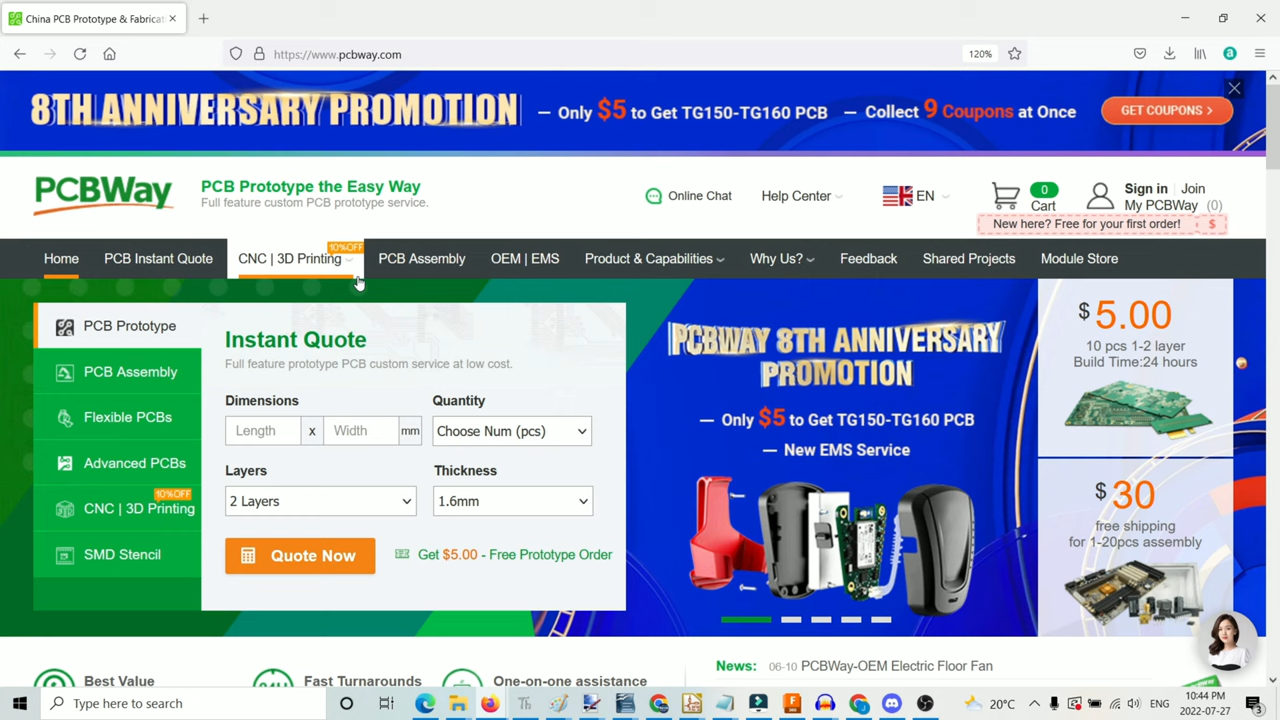 China PCB Prototype & Fabricat
https://www.pcbway.com
120%
8TH ANNIVERSARY PROMOTION
— Only $5 to Get TG150-TG160 PCB — Collect 9 Coupons at Once
GET COUPONS >
PCBWay
PCB Prototype the Easy Way
Full feature custom PCB prototype service.
Online Chat
Help Center
EN
0
Cart
Sign in Join
My PCBWay (0)
New here? Free for your first order! $
Home
PCB Instant Quote
CNC | 3D Printing
10%OFF
PCB Assembly
OEM | EMS
Product & Capabilities
Why Us?
Feedback
Shared Projects
Module Store
PCB Prototype
PCB Assembly
Flexible PCBs
Advanced PCBs
10%OFF
CNC | 3D Printing
SMD Stencil
Instant Quote
Full feature prototype PCB custom service at low cost.
Dimensions
Quantity
Length x Width mm
Choose Num (pcs)
Layers
Thickness
2 Layers
1.6mm
Quote Now
Get $5.00 - Free Prototype Order
PCBWAY 8TH ANNIVERSARY
PROMOTION
— Only $5 to Get TG150-TG160 PCB
— New EMS Service
$ 5.00
10 pcs 1-2 layer
Build Time:24 hours
$ 30
free shipping
for 1-20pcs assembly
Best Value
Fast Turnarounds
One-on-one assistance
News: 06-10 PCBWay-OEM Electric Floor Fan
Type here to search
20°C
ENG
10:44 PM
2022-07-27
3